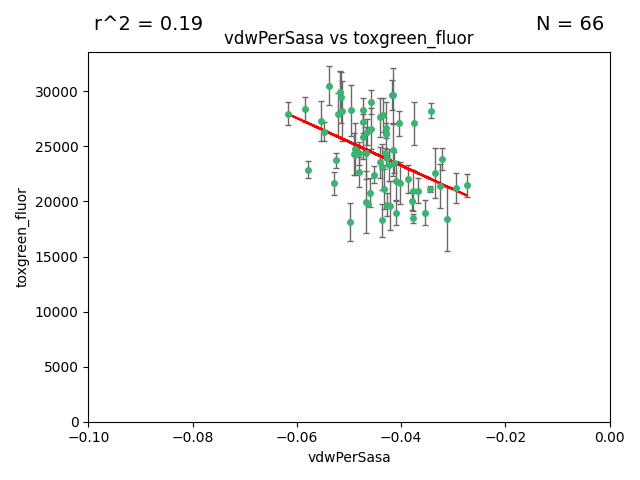 r^2 = 0.19
N = 66
vdwPerSasa vs toxgreen_fluor
toxgreen_fluor
30000
25000
20000
15000
10000
5000
0
−0.10
−0.08
−0.06
−0.04
−0.02
0.00
vdwPerSasa